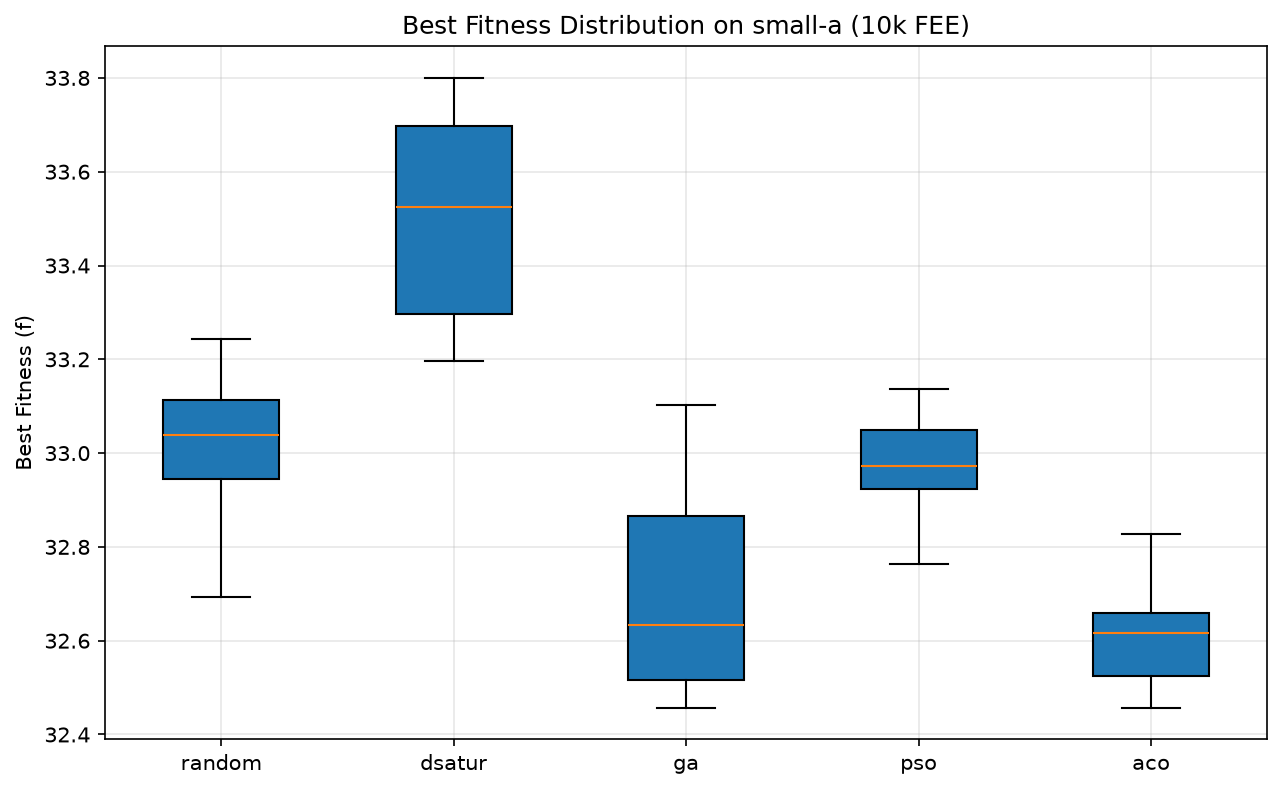 Best Fitness Distribution on small-a (10k FEE)
Best Fitness (f)
33.8
33.6
33.4
33.2
33.0
32.8
32.6
32.4
random dsatur ga pso aco